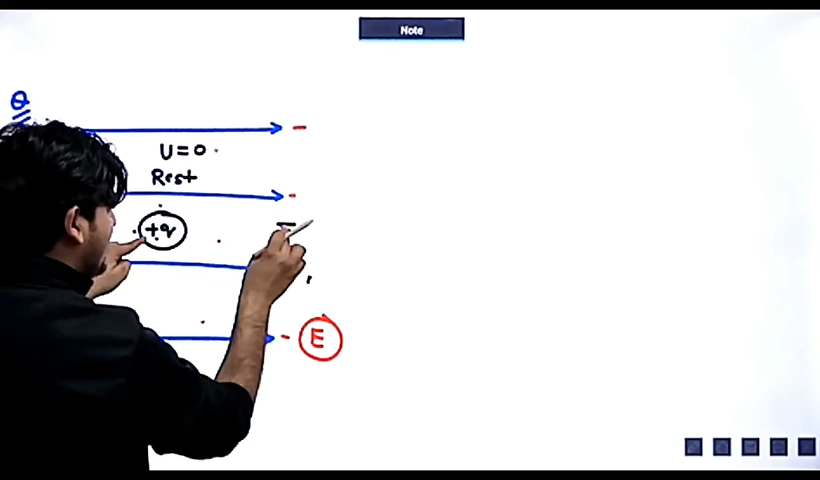 Note
Q
U = 0
Rest
+q
E